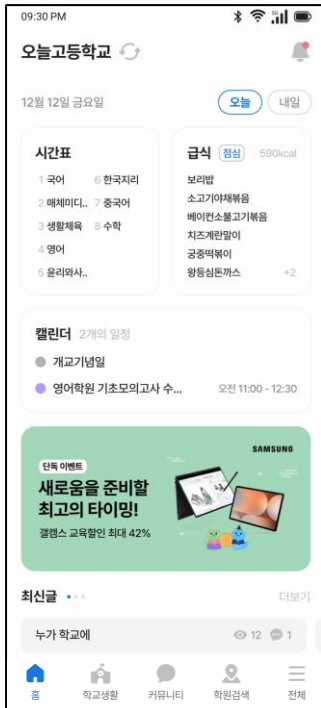 09:30 PM
오늘고등학교
12월 12일 금요일
오늘
내일
시간표
1 국어 6 한국지리
2 매체미디.. 7 중국어
3 생활체육 8 수학
4 영어
5 윤리와사..
급식 점심 590kcal
보리밥
소고기야채볶음
베이컨소불고기볶음
치즈계란말이
궁중떡볶이
왕등심돈까스 +2
캘린더 2개의 일정
개교기념일
영어학원 기초모의고사 수... 오전 11:00 - 12:30
SAMSUNG
단독 이벤트
새로움을 준비할
최고의 타이밍!
갤캠스 교육할인 최대 42%
최신글 더보기
누가 학교에 12 1
홈 학교생활 커뮤니티 학원검색 전체